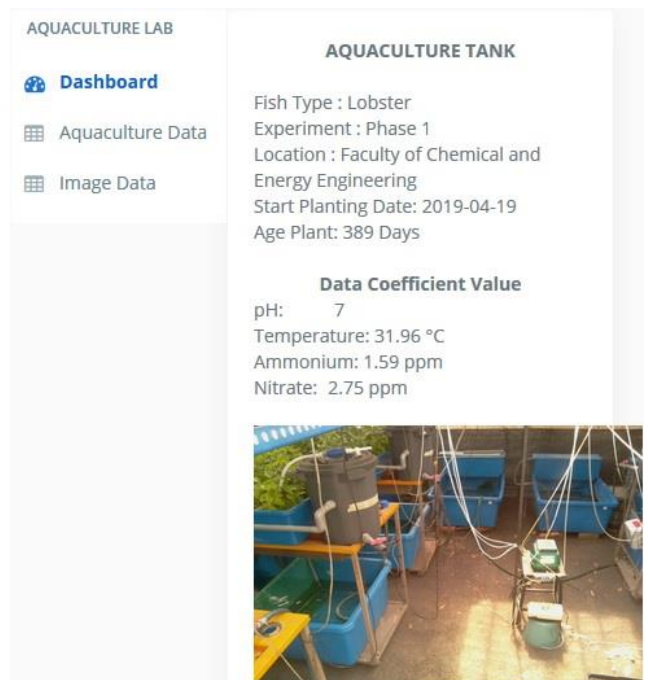 AQUACULTURE LAB
Dashboard
Aquaculture Data
Image Data
AQUACULTURE TANK
Fish Type : Lobster
Experiment : Phase 1
Location : Faculty of Chemical and
Energy Engineering
Start Planting Date: 2019-04-19
Age Plant: 389 Days
Data Coefficient Value
pH: 7
Temperature: 31.96 °C
Ammonium: 1.59 ppm
Nitrate: 2.75 ppm